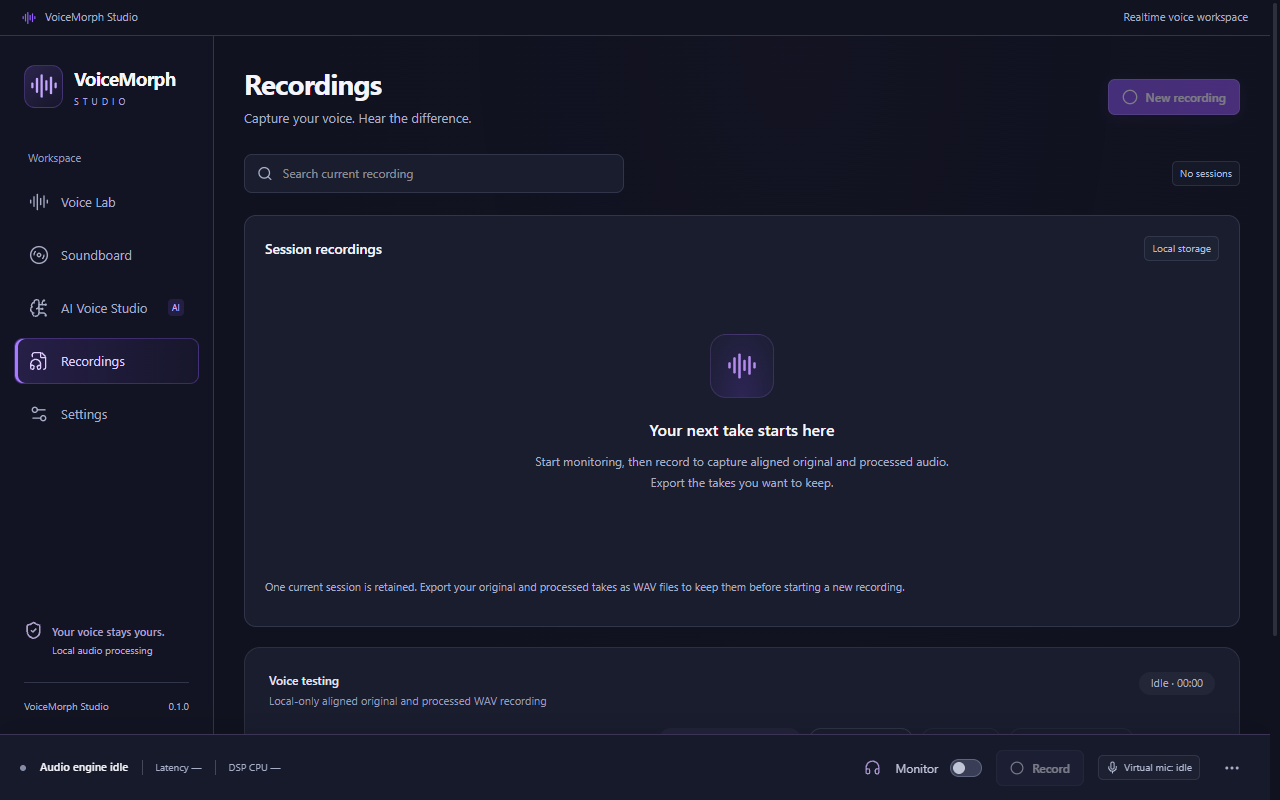 VoiceMorph Studio
Realtime voice workspace
VoiceMorph
STUDIO
Workspace
Voice Lab
Soundboard
AI Voice Studio
AI
Recordings
Settings
Your voice stays yours.
Local audio processing
VoiceMorph Studio
0.1.0
Recordings
Capture your voice. Hear the difference.
New recording
Search current recording
No sessions
Session recordings
Local storage
Your next take starts here
Start monitoring, then record to capture aligned original and processed audio.
Export the takes you want to keep.
One current session is retained. Export your original and processed takes as WAV files to keep them before starting a new recording.
Voice testing
Local-only aligned original and processed WAV recording
Idle · 00:00
Audio engine idle
Latency —
DSP CPU —
Monitor
Record
Virtual mic: idle